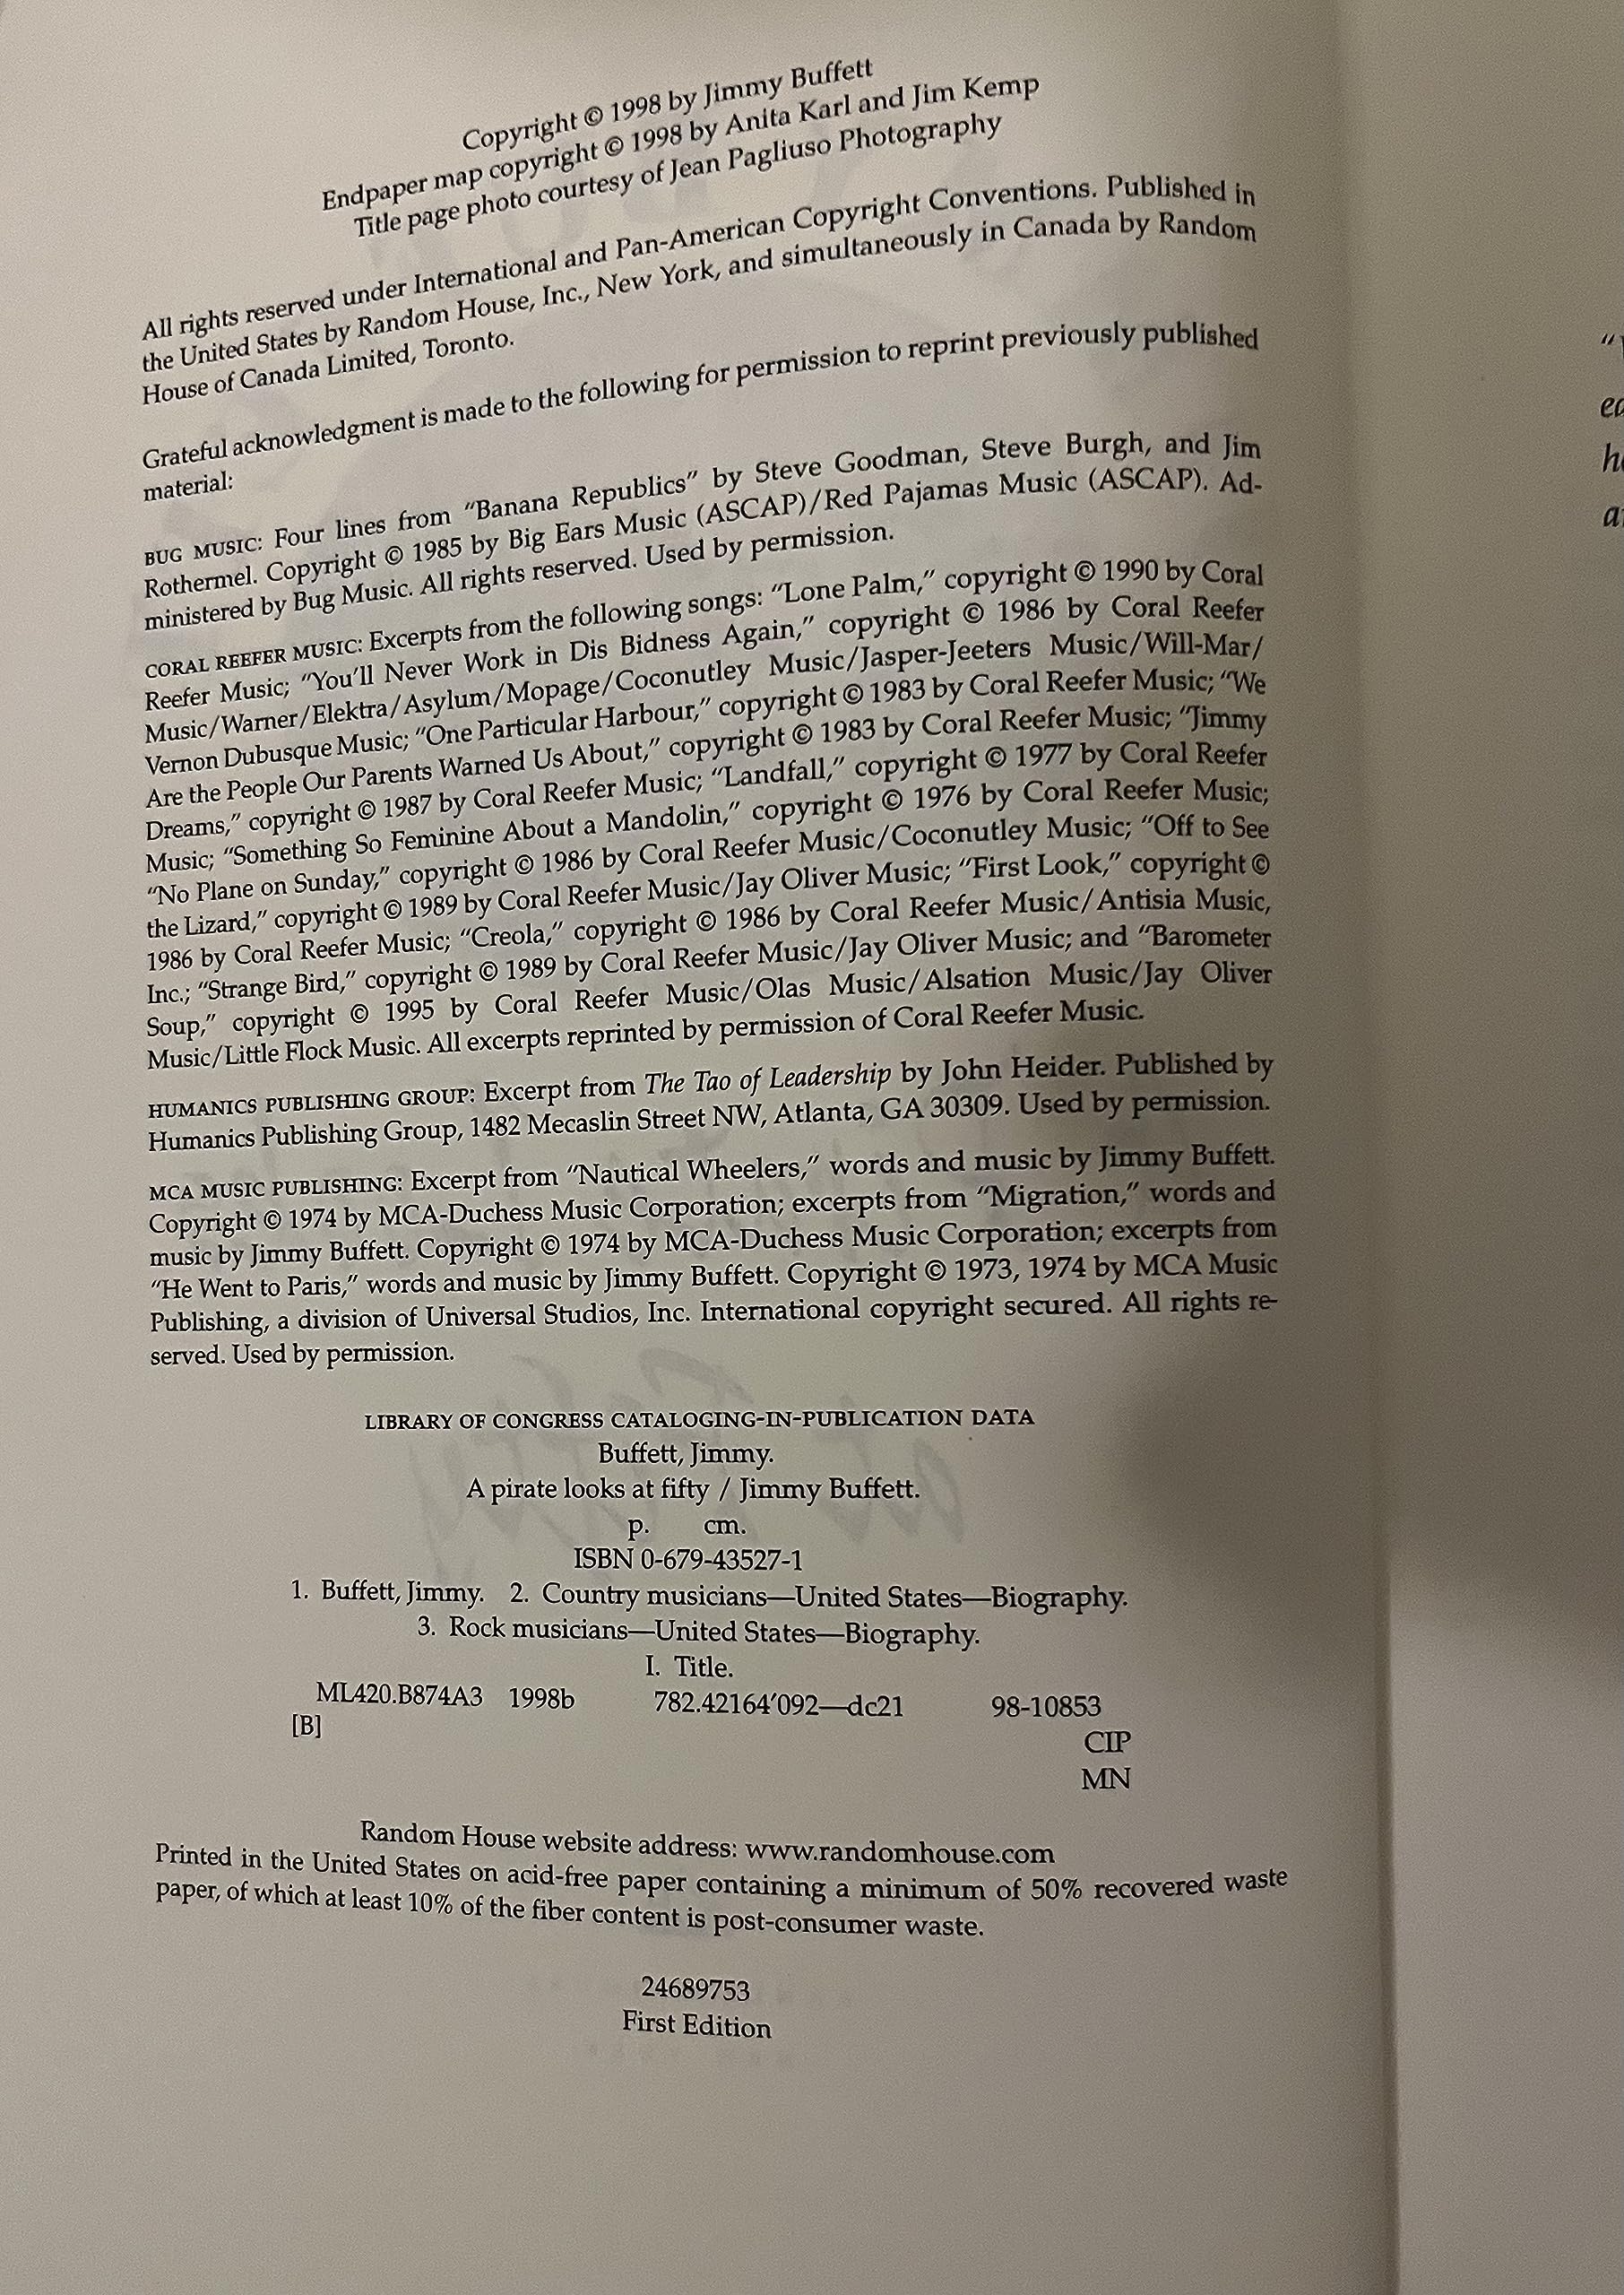 Copyright © 1998 by Jimmy Buffett
Endpaper map copyright © 1998 by Anita Karl and Jim Kemp
Title page photo courtesy of Jean Pagliuso Photography
All rights reserved under International and Pan-American Copyright Conventions. Published in
the United States by Random House, Inc., New York, and simultaneously in Canada by Random
House of Canada Limited, Toronto.
Grateful acknowledgment is made to the following for permission to reprint previously published
material:
BUG MUSIC: Four lines from “Banana Republics” by Steve Goodman, Steve Burgh, and Jim
Rothermel. Copyright © 1985 by Big Ears Music (ASCAP)/Red Pajamas Music (ASCAP). Ad-
ministered by Bug Music. All rights reserved. Used by permission.
CORAL REEFER MUSIC: Excerpts from the following songs: “Lone Palm,” copyright © 1990 by Coral
Reefer Music; “You’ll Never Work in Dis Bidness Again,” copyright © 1986 by Coral Reefer
Music/Warner/Elektra/Asylum/Mopage/Coconutley Music/Jasper-Jeeters Music/Will-Mar/
Vernon Dubusque Music; “One Particular Harbour,” copyright © 1983 by Coral Reefer Music; “We
Are the People Our Parents Warned Us About,” copyright © 1983 by Coral Reefer Music; “Jimmy
Dreams,” copyright © 1987 by Coral Reefer Music; “Landfall,” copyright © 1977 by Coral Reefer
Music; “Something So Feminine About a Mandolin,” copyright © 1976 by Coral Reefer Music;
“No Plane on Sunday,” copyright © 1986 by Coral Reefer Music/Coconutley Music; “Off to See
the Lizard,” copyright © 1989 by Coral Reefer Music/Jay Oliver Music; “First Look,” copyright ©
1986 by Coral Reefer Music; “Creola,” copyright © 1986 by Coral Reefer Music/Antisia Music,
Inc.; “Strange Bird,” copyright © 1989 by Coral Reefer Music/Jay Oliver Music; and “Barometer
Soup,” copyright © 1995 by Coral Reefer Music/Olas Music/Alsation Music/Jay Oliver
Music/Little Flock Music. All excerpts reprinted by permission of Coral Reefer Music.
HUMANICS PUBLISHING GROUP: Excerpt from The Tao of Leadership by John Heider. Published by
Humanics Publishing Group, 1482 Mecaslin Street NW, Atlanta, GA 30309. Used by permission.
MCA MUSIC PUBLISHING: Excerpt from “Nautical Wheelers,” words and music by Jimmy Buffett.
Copyright © 1974 by MCA-Duchess Music Corporation; excerpts from “Migration,” words and
music by Jimmy Buffett. Copyright © 1974 by MCA-Duchess Music Corporation; excerpts from
“He Went to Paris,” words and music by Jimmy Buffett. Copyright © 1973, 1974 by MCA Music
Publishing, a division of Universal Studios, Inc. International copyright secured. All rights re-
served. Used by permission.
LIBRARY OF CONGRESS CATALOGING-IN-PUBLICATION DATA
Buffett, Jimmy.
A pirate looks at fifty / Jimmy Buffett.
p. cm.
ISBN 0-679-43527-1
1. Buffett, Jimmy. 2. Country musicians—United States—Biography.
3. Rock musicians—United States—Biography.
I. Title.
ML420.B874A3 1998b 782.42164′092—dc21 98-10853
[B]
CIP
MN
Random House website address: www.randomhouse.com
Printed in the United States on acid-free paper containing a minimum of 50% recovered waste
paper, of which at least 10% of the fiber content is post-consumer waste.
24689753
First Edition